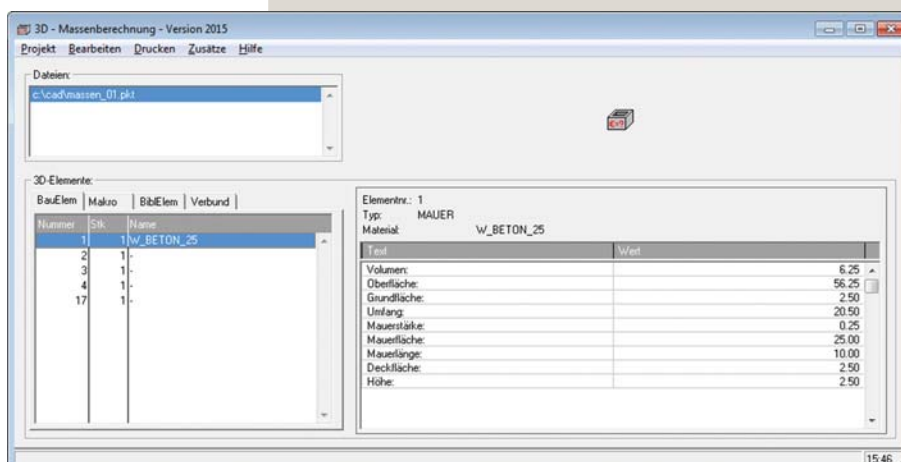 3D - Massenberechnung - Version 2015
Projekt Bearbeiten Drucken Zusätze Hilfe
Dateien:
c:\cad\massen_01.pkt
Exit
3D-Elemente:
BauElem Makro BiblElem Verbund
Nummer Stk Name
1 1 W_BETON_25
2 1 -
3 1 -
4 1 -
17 1 -
Elementnr.: 1
Typ: MAUER
Material: W_BETON_25
Text Wert
Volumen: 6.25
Oberfläche: 56.25
Grundfläche: 2.50
Umfang: 20.50
Mauerstärke: 0.25
Mauerfläche: 25.00
Mauerlänge: 10.00
Deckfläche: 2.50
Höhe: 2.50
15:46